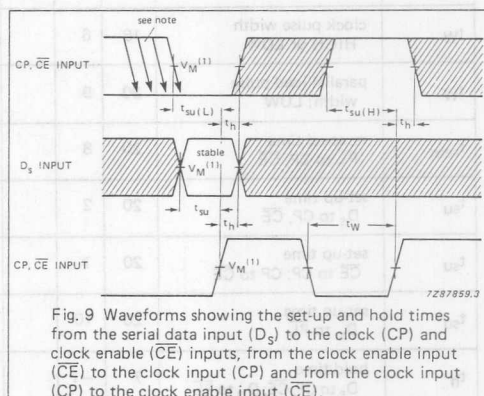 see note
CP, CE INPUT
VM(1)
tsu(L)
th
tsu(H)
th
stable
Ds INPUT
VM(1)
tsu
th
tW
CP, CE INPUT
VM(1)
7Z87859.3
Fig. 9 Waveforms showing the set-up and hold times
from the serial data input (Ds) to the clock (CP) and
clock enable (CE) inputs, from the clock enable input
(CE) to the clock input (CP) and from the clock input
(CP) to the clock enable input (CE).